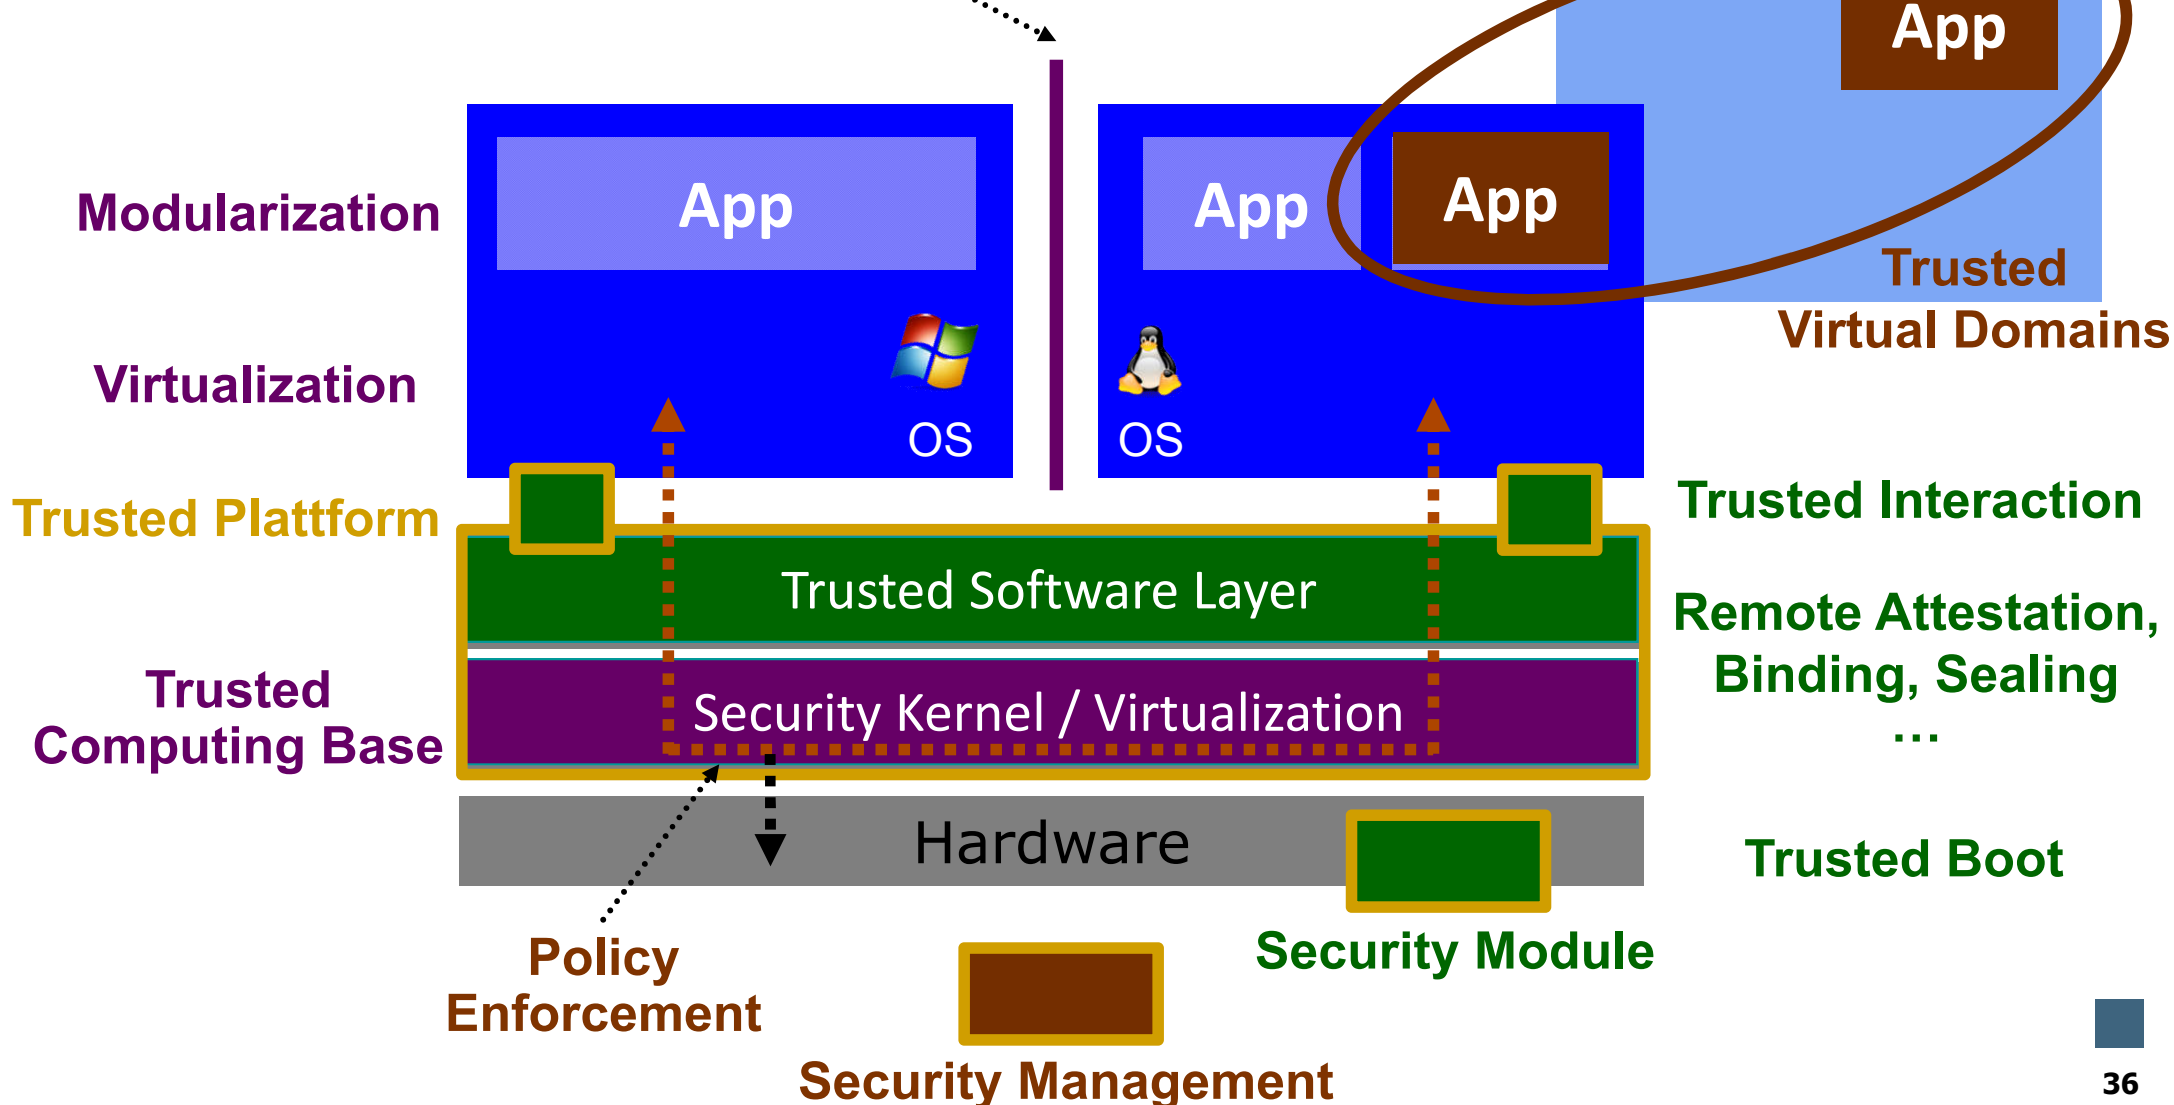 App
Modularization
App
App
App
Trusted
Virtual Domains
Virtualization
OS
OS
Trusted Plattform
Trusted Interaction
Trusted Software Layer
Remote Attestation,
Binding, Sealing
…
Trusted
Computing Base
Security Kernel / Virtualization
Hardware
Trusted Boot
Policy
Enforcement
Security Module
Security Management
36